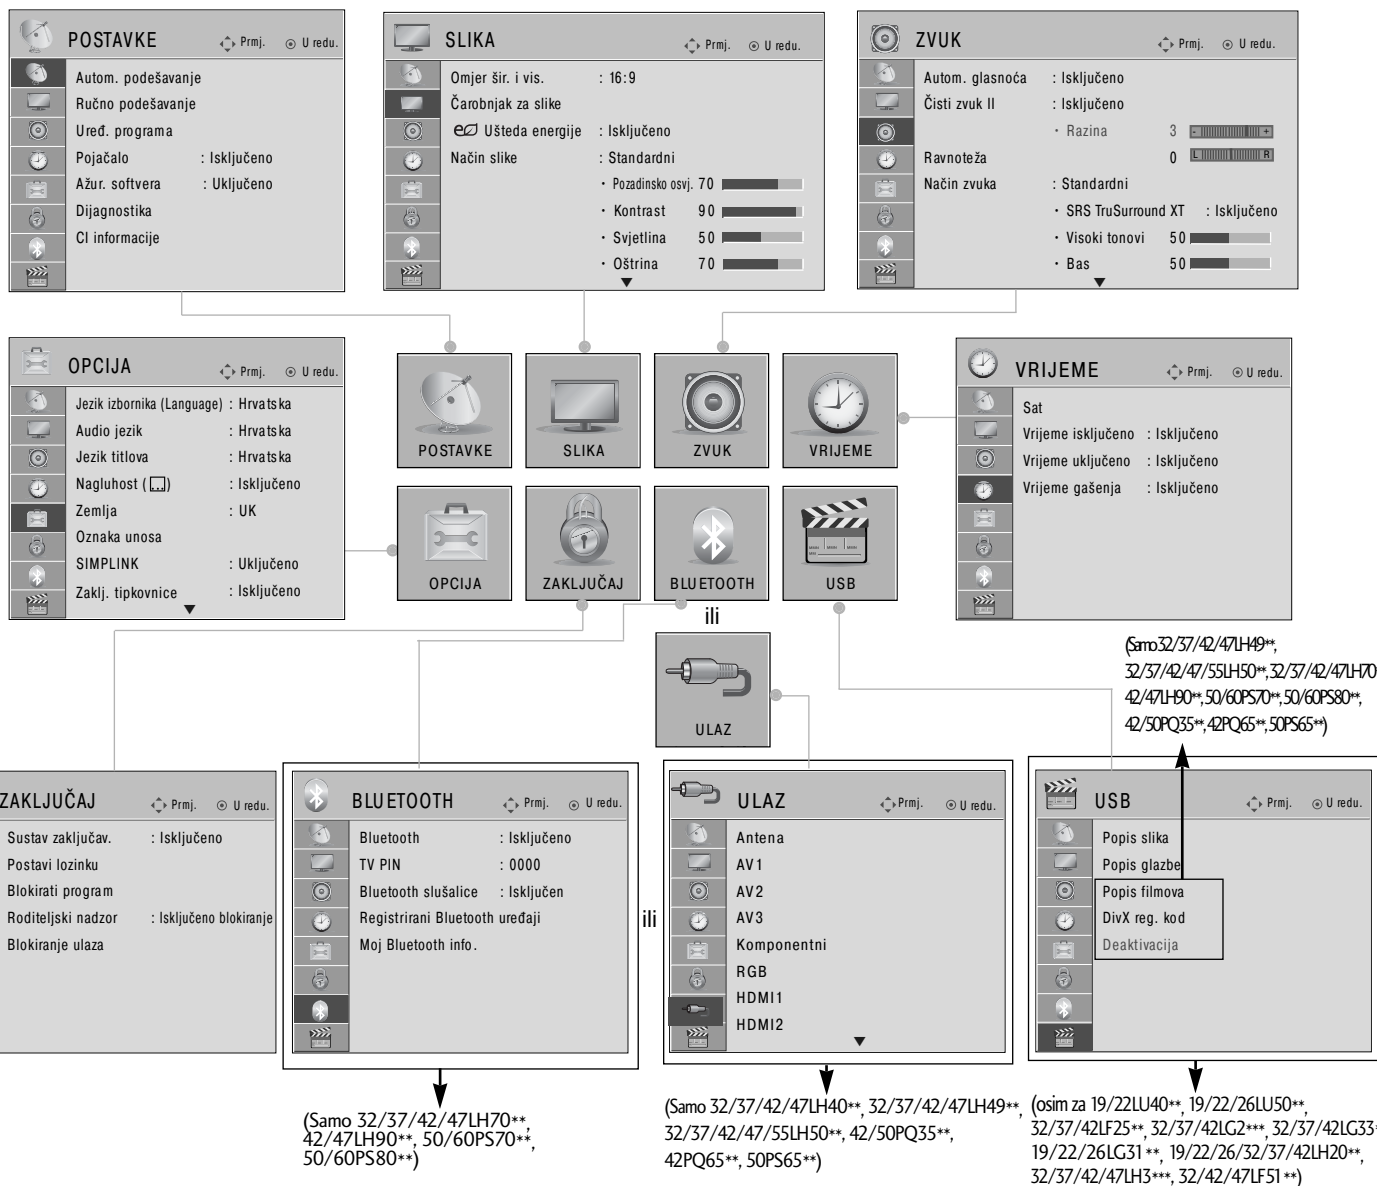 POSTAVKE Prmj. U redu.
Autom. podešavanje
Ručno podešavanje
Uređ. programa
Pojačalo : Isključeno
Ažur. softvera : Uključeno
Dijagnostika
CI informacije
SLIKA Prmj. U redu.
Omjer šir. i vis. : 16:9
Čarobnjak za slike
Ušteda energije : Isključeno
Način slike : Standardni
• Pozadinsko osvj. 70
• Kontrast 90
• Svjetlina 50
• Oštrina 70
ZVUK Prmj. U redu.
Autom. glasnoća : Isključeno
Čisti zvuk II : Isključeno
• Razina 3 - +
Ravnoteža 0 L R
Način zvuka : Standardni
• SRS TruSurround XT : Isključeno
• Visoki tonovi 50
• Bas 50
OPCIJA Prmj. U redu.
Jezik izbornika (Language) : Hrvatska
Audio jezik : Hrvatska
Jezik titlova : Hrvatska
Nagluhost ( ) : Isključeno
Zemlja : UK
Oznaka unosa
SIMPLINK : Uključeno
Zaklj. tipkovnice : Isključeno
POSTAVKE
SLIKA
ZVUK
VRIJEME
OPCIJA
ZAKLJUČAJ
BLUETOOTH
USB
ili
ULAZ
VRIJEME Prmj. U redu.
Sat
Vrijeme isključeno : Isključeno
Vrijeme uključeno : Isključeno
Vrijeme gašenja : Isključeno
(Samo 32/37/42/47LH49**,
32/37/42/47/55LH50**, 32/37/42/47LH70
42/47LH90**, 50/60PS70**, 50/60PS80**,
42/50PQ35**, 42PQ65**, 50PS65**)
ZAKLJUČAJ Prmj. U redu.
Sustav zaključav. : Isključeno
Postavi lozinku
Blokirati program
Roditeljski nadzor : Isključeno blokiranje
Blokiranje ulaza
BLUETOOTH Prmj. U redu.
Bluetooth : Isključeno
TV PIN : 0000
Bluetooth slušalice : Isključen
Registrirani Bluetooth uređaji
Moj Bluetooth info.
ili
ULAZ Prmj. U redu.
Antena
AV1
AV2
AV3
Komponentni
RGB
HDMI1
HDMI2
USB Prmj. U redu.
Popis slika
Popis glazbe
Popis filmova
DivX reg. kod
Deaktivacija
(Samo 32/37/42/47LH70**,
42/47LH90**, 50/60PS70**,
50/60PS80**)
(Samo 32/37/42/47LH40**, 32/37/42/47LH49**,
32/37/42/47/55LH50**, 42/50PQ35**,
42PQ65**, 50PS65**)
(osim za 19/22LU40**, 19/22/26LU50**,
32/37/42LF25**, 32/37/42LG2***, 32/37/42LG33*
19/22/26LG31**, 19/22/26/32/37/42LH20**,
32/37/42/47LH3***, 32/42/47LF51**)